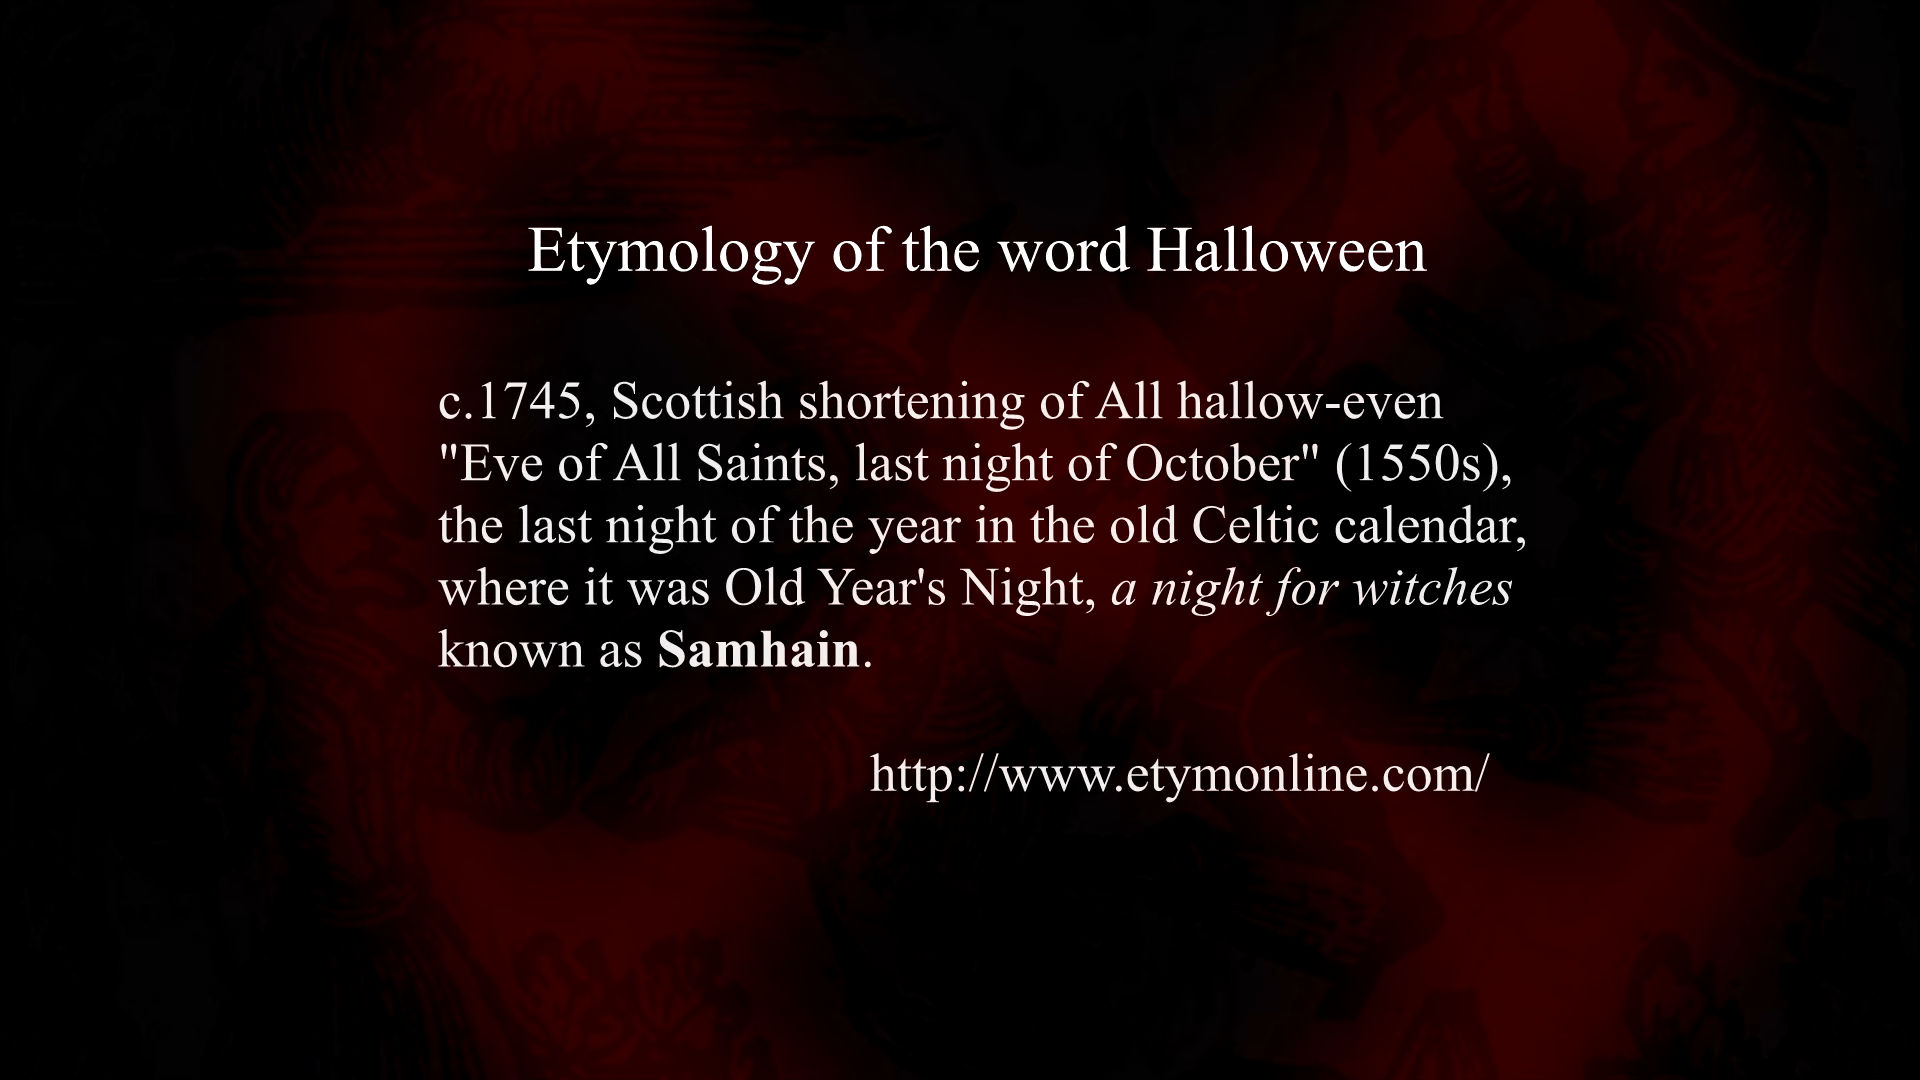 Etymology of the word Halloween
c.1745, Scottish shortening of All hallow-even
"Eve of All Saints, last night of October" (1550s),
the last night of the year in the old Celtic calendar,
where it was Old Year's Night, a night for witches
known as Samhain.
http://www.etymonline.com/